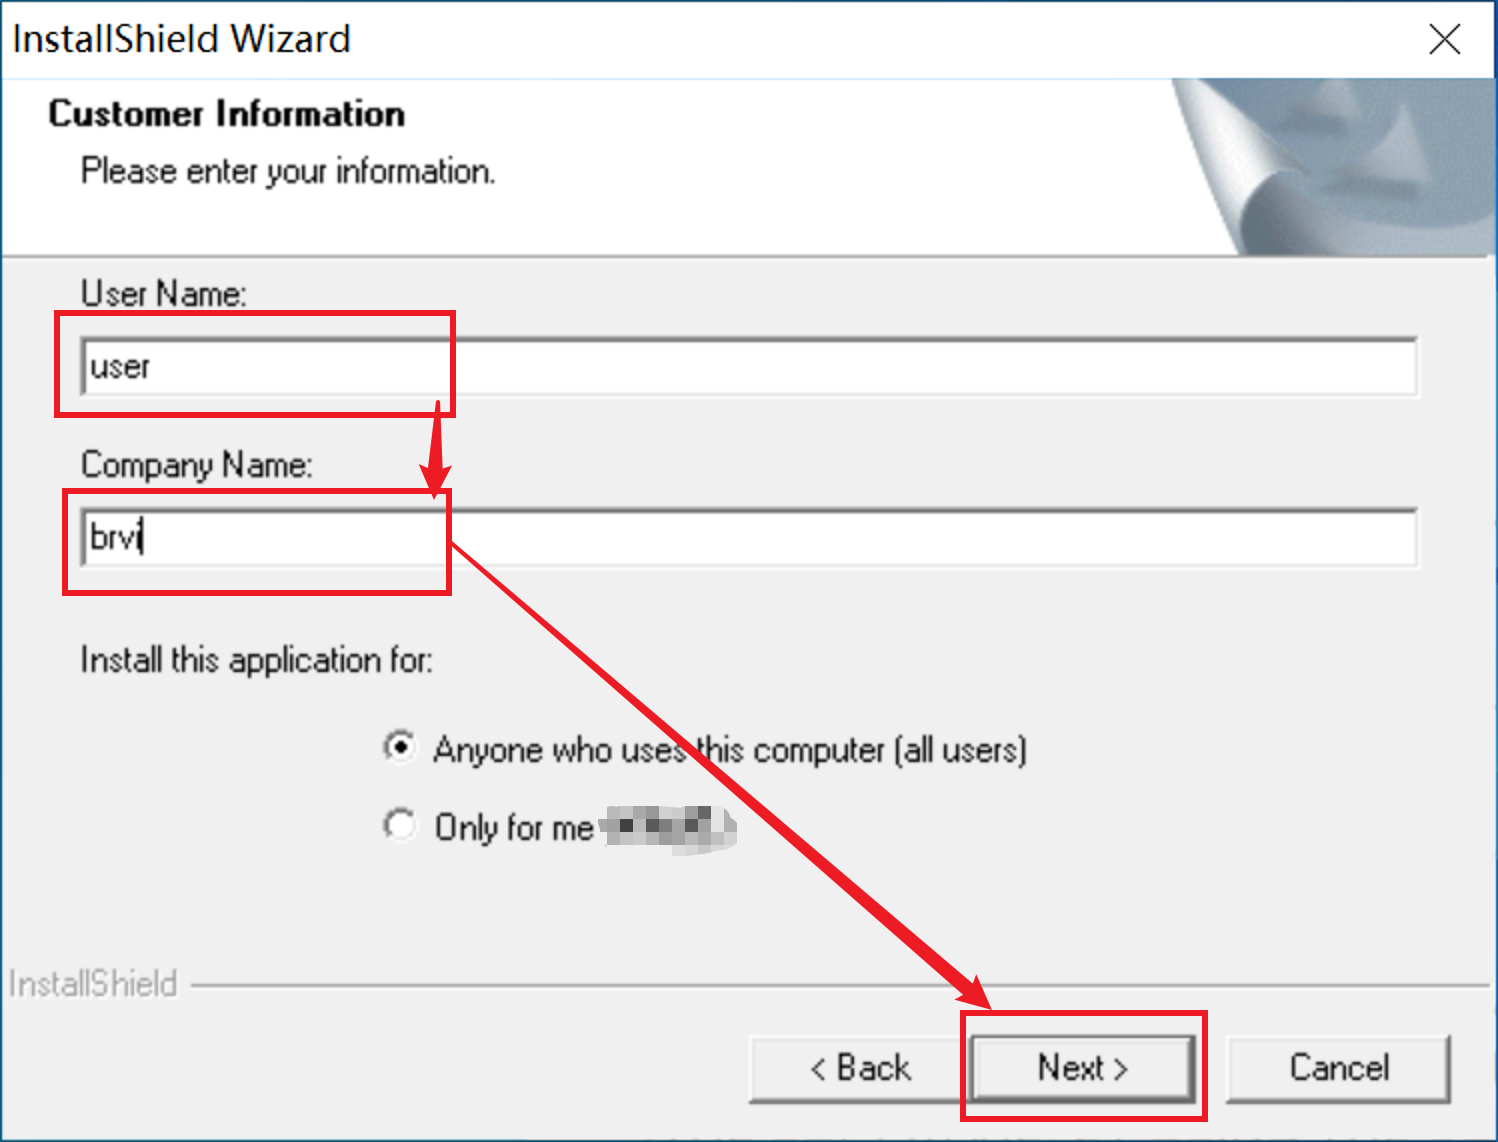 InstallShield Wizard
Customer Information
Please enter your information.
User Name:
user
Company Name:
brvi
Install this application for:
Anyone who uses this computer (all users)
Only for me
InstallShield
< Back
Next >
Cancel